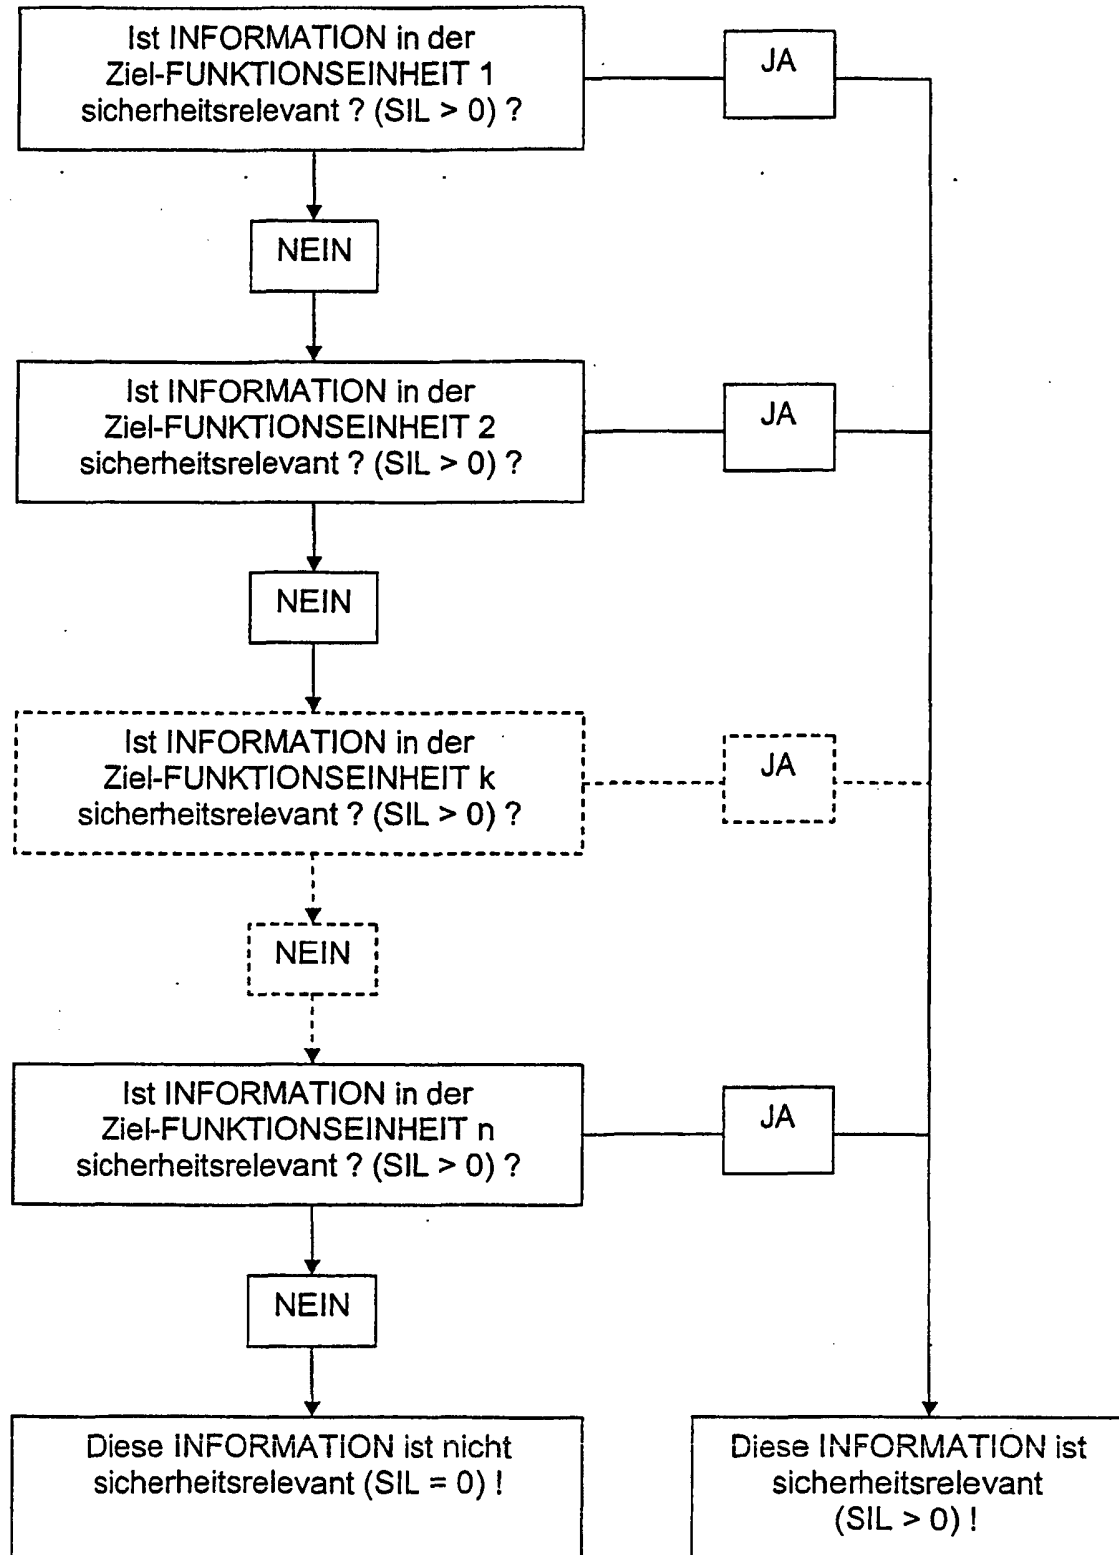 Ist INFORMATION in der
Ziel-FUNKTIONSEINHEIT 1
sicherheitsrelevant ? (SIL > 0) ?
JA
NEIN
Ist INFORMATION in der
Ziel-FUNKTIONSEINHEIT 2
sicherheitsrelevant ? (SIL > 0) ?
JA
NEIN
Ist INFORMATION in der
Ziel-FUNKTIONSEINHEIT k
sicherheitsrelevant ? (SIL > 0) ?
JA
NEIN
Ist INFORMATION in der
Ziel-FUNKTIONSEINHEIT n
sicherheitsrelevant ? (SIL > 0) ?
JA
NEIN
Diese INFORMATION ist nicht
sicherheitsrelevant (SIL = 0) !
Diese INFORMATION ist
sicherheitsrelevant
(SIL > 0) !